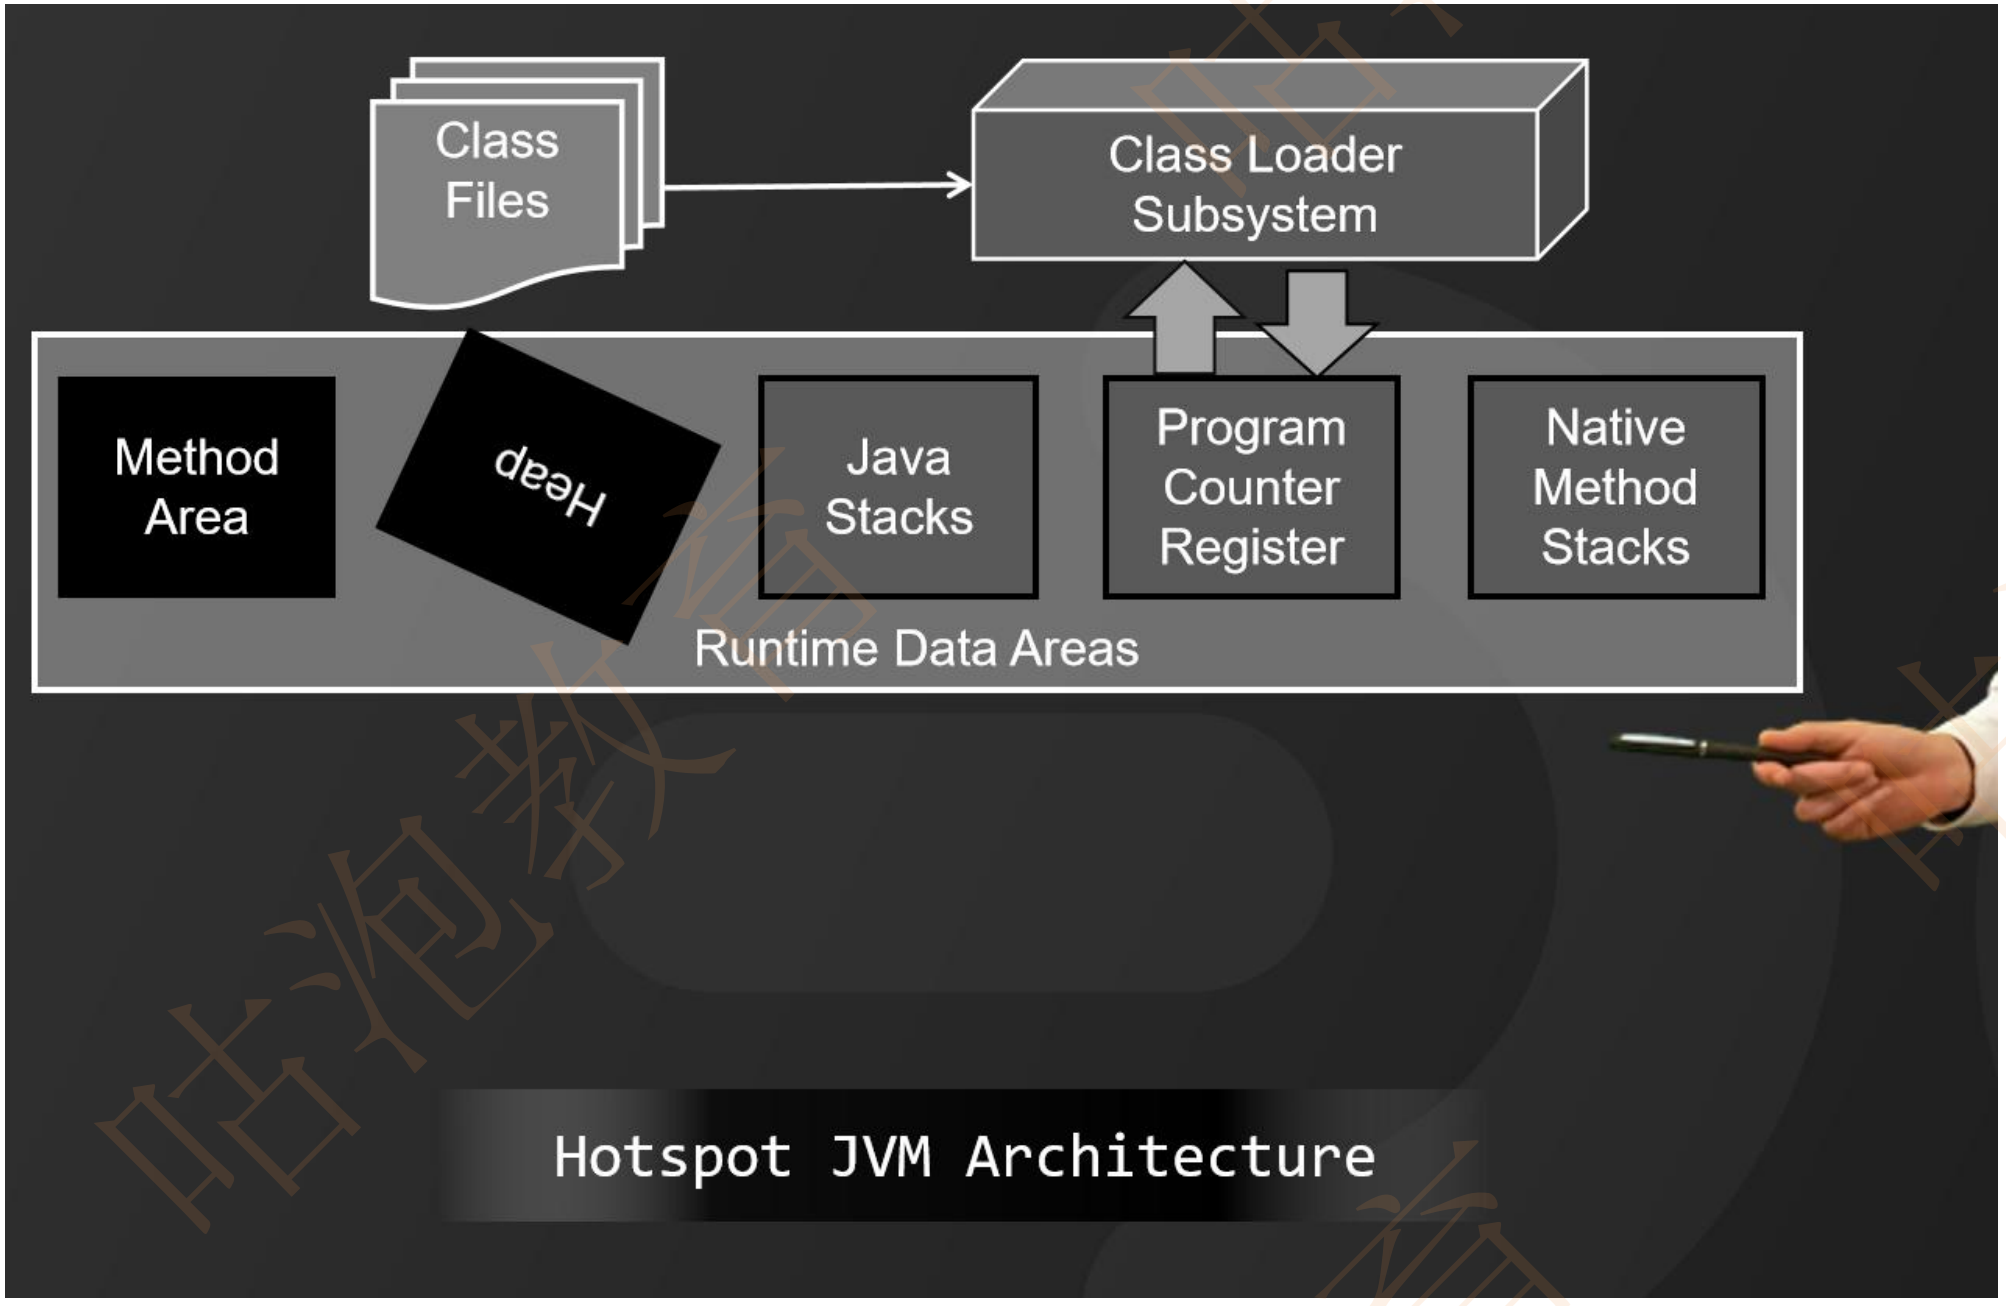 Class
Files
Class Loader
Subsystem
Method
Area
Heap
Java
Stacks
Program
Counter
Register
Native
Method
Stacks
Runtime Data Areas
Hotspot JVM Architecture
咕泡教育